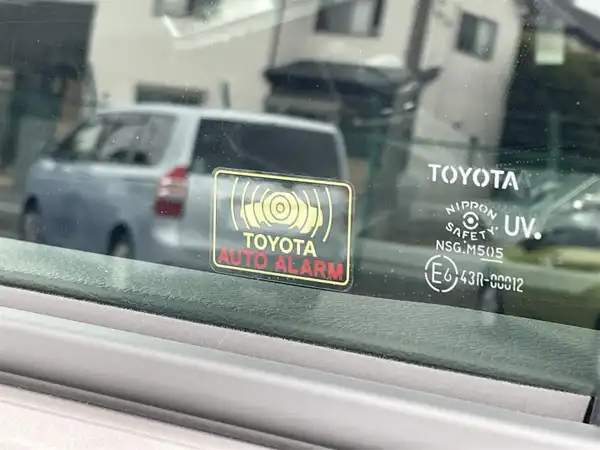 TOYOTA
AUTO ALARM
TOYOTA
NIPPON
SAFETY
UV.
NSG.M505
E6 43R-00012